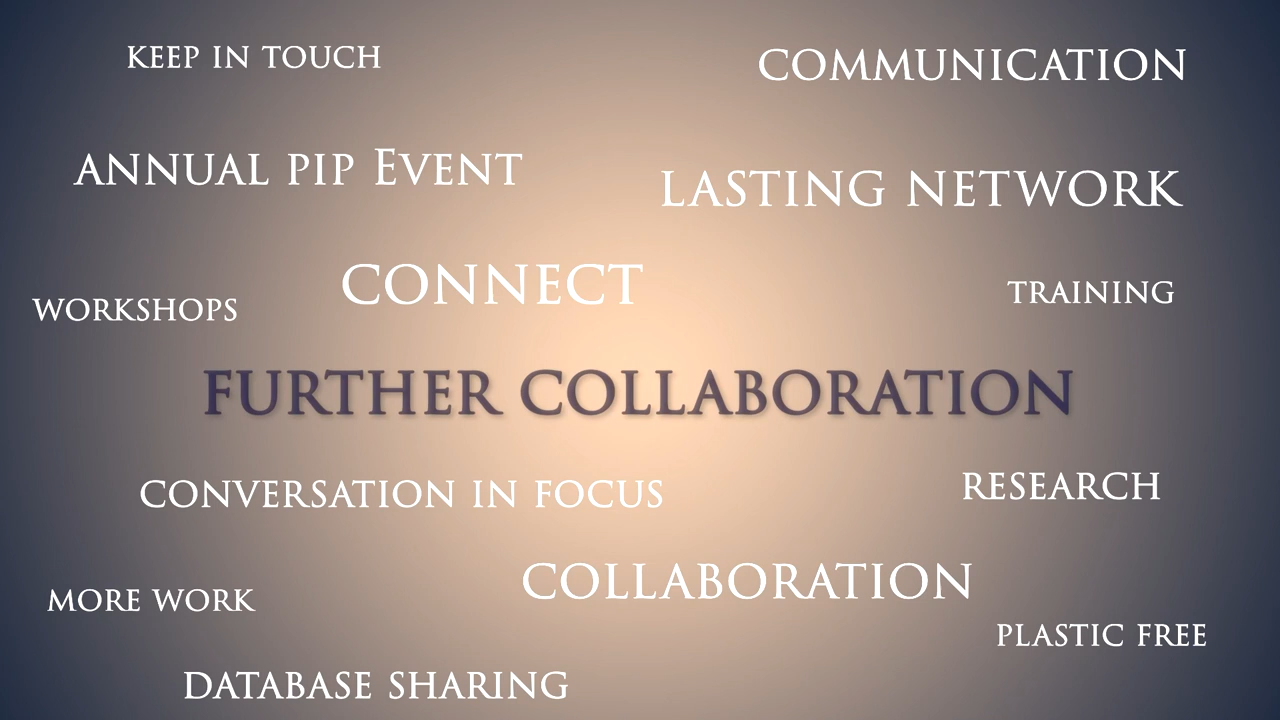 KEEP IN TOUCH
COMMUNICATION
ANNUAL PIP EVENT
LASTING NETWORK
CONNECT
TRAINING
WORKSHOPS
FURTHER COLLABORATION
CONVERSATION IN FOCUS
RESEARCH
COLLABORATION
MORE WORK
PLASTIC FREE
DATABASE SHARING